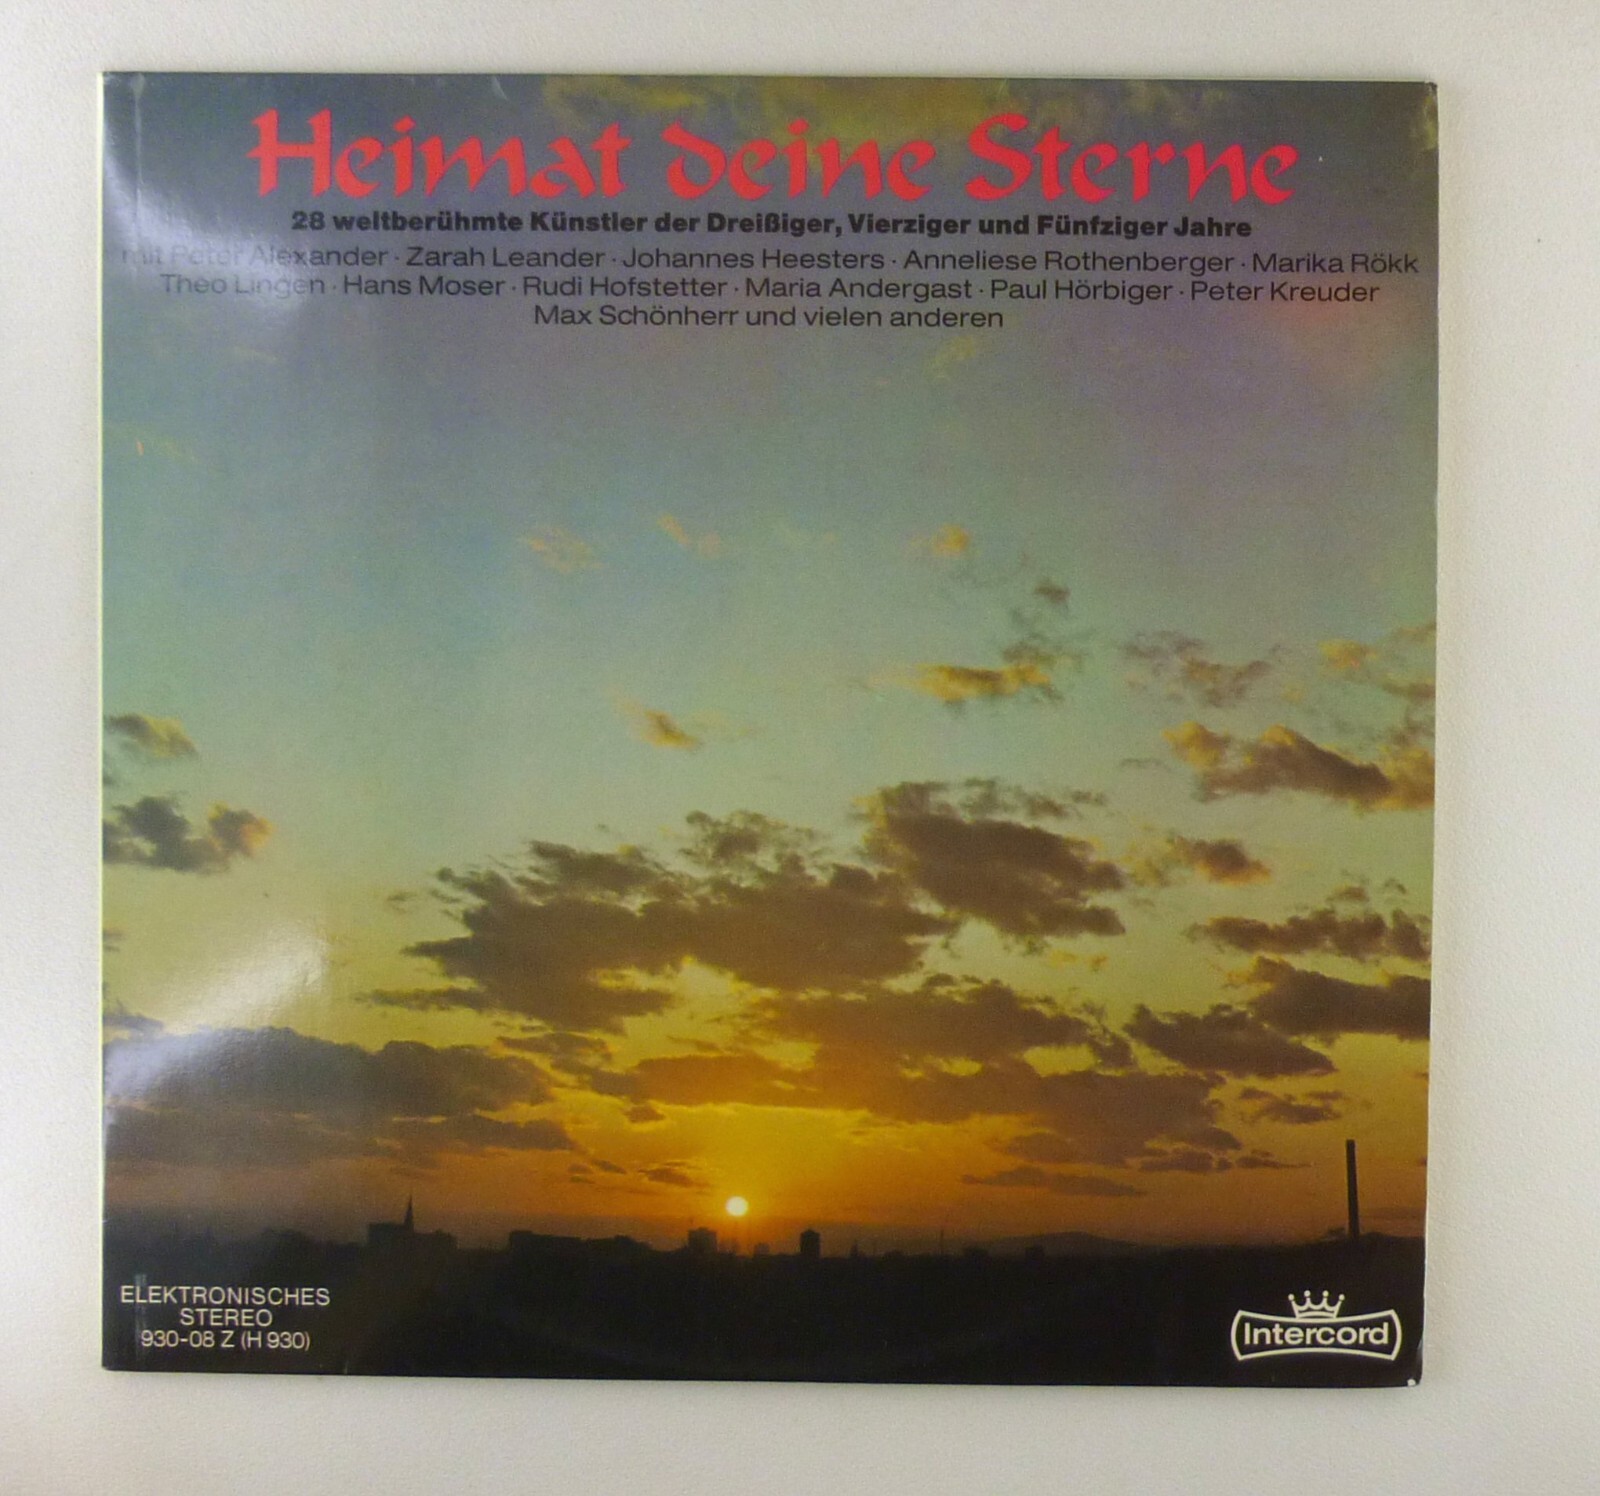 Heimat deine Sterne
28 weltberühmte Künstler der Dreißiger, Vierziger und Fünfziger Jahre
mit Peter Alexander · Zarah Leander · Johannes Heesters · Anneliese Rothenberger · Marika Rökk
Theo Lingen · Hans Moser · Rudi Hofstetter · Maria Andergast · Paul Hörbiger · Peter Kreuder
Max Schönherr und vielen anderen
ELEKTRONISCHES
STEREO
930-08 Z (H 930)
Intercord